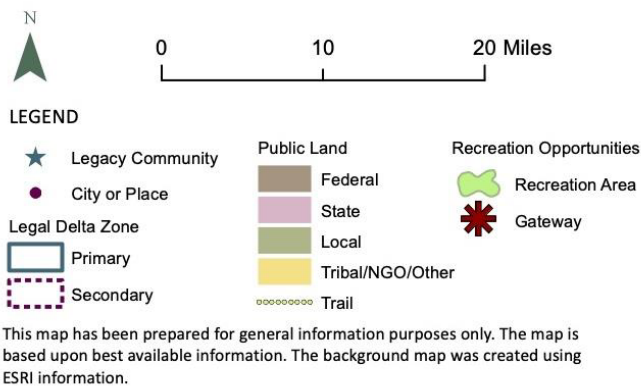 N
0 10 20 Miles
LEGEND
Legacy Community
City or Place
Legal Delta Zone
Primary
Secondary
Public Land
Federal
State
Local
Tribal/NGO/Other
Trail
Recreation Opportunities
Recreation Area
Gateway
This map has been prepared for general information purposes only. The map is
based upon best available information. The background map was created using
ESRI information.